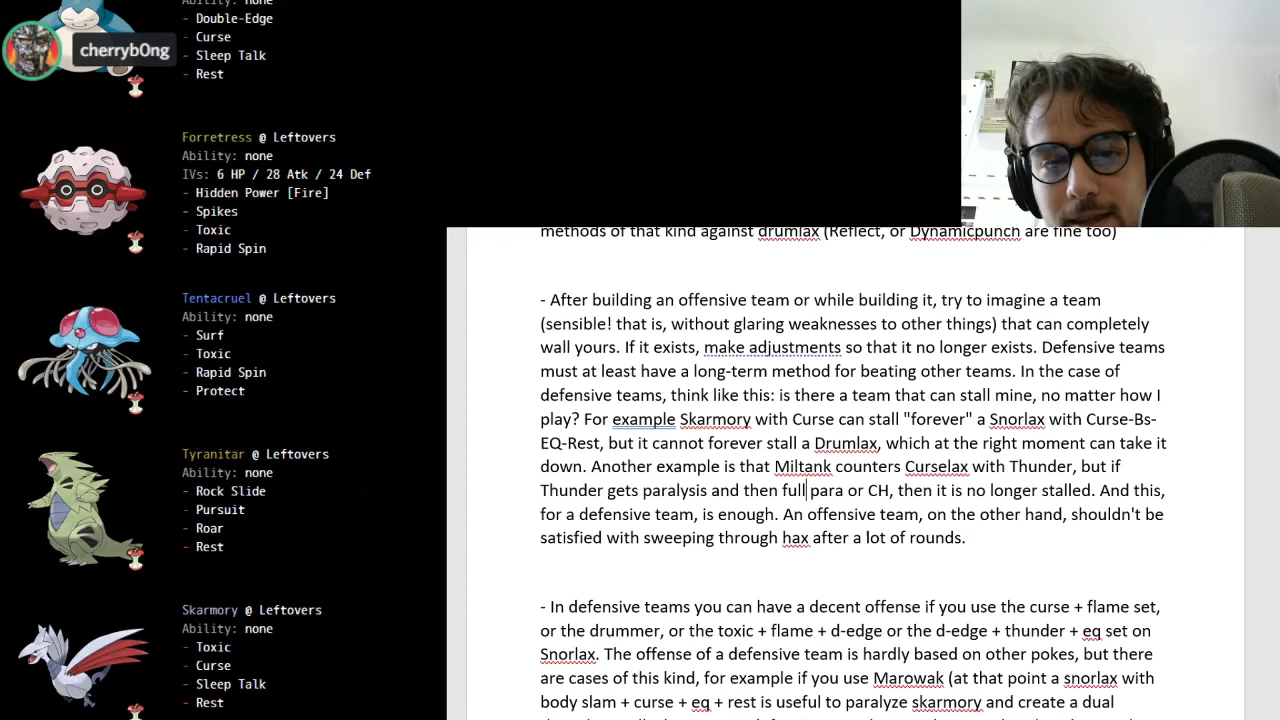 Ability: none
- Double-Edge
- Curse
- Sleep Talk
- Rest
cherryb0ng
Forretress @ Leftovers
Ability: none
IVs: 6 HP / 28 Atk / 24 Def
- Hidden Power [Fire]
- Spikes
- Toxic
- Rapid Spin
Tentacruel @ Leftovers
Ability: none
- Surf
- Toxic
- Rapid Spin
- Protect
Tyranitar @ Leftovers
Ability: none
- Rock Slide
- Pursuit
- Roar
- Rest
Skarmory @ Leftovers
Ability: none
- Toxic
- Curse
- Sleep Talk
- Rest
methods of that kind against drumlax (Reflect, or Dynamicpunch are fine too)
- After building an offensive team or while building it, try to imagine a team
(sensible! that is, without glaring weaknesses to other things) that can completely
wall yours. If it exists, make adjustments so that it no longer exists. Defensive teams
must at least have a long-term method for beating other teams. In the case of
defensive teams, think like this: is there a team that can stall mine, no matter how I
play? For example Skarmory with Curse can stall "forever" a Snorlax with Curse-Bs-
EQ-Rest, but it cannot forever stall a Drumlax, which at the right moment can take it
down. Another example is that Miltank counters Curselax with Thunder, but if
Thunder gets paralysis and then full para or CH, then it is no longer stalled. And this,
for a defensive team, is enough. An offensive team, on the other hand, shouldn't be
satisfied with sweeping through hax after a lot of rounds.
- In defensive teams you can have a decent offense if you use the curse + flame set,
or the drummer, or the toxic + flame + d-edge or the d-edge + thunder + eq set on
Snorlax. The offense of a defensive team is hardly based on other pokes, but there
are cases of this kind, for example if you use Marowak (at that point a snorlax with
body slam + curse + eq + rest is useful to paralyze skarmory and create a dual